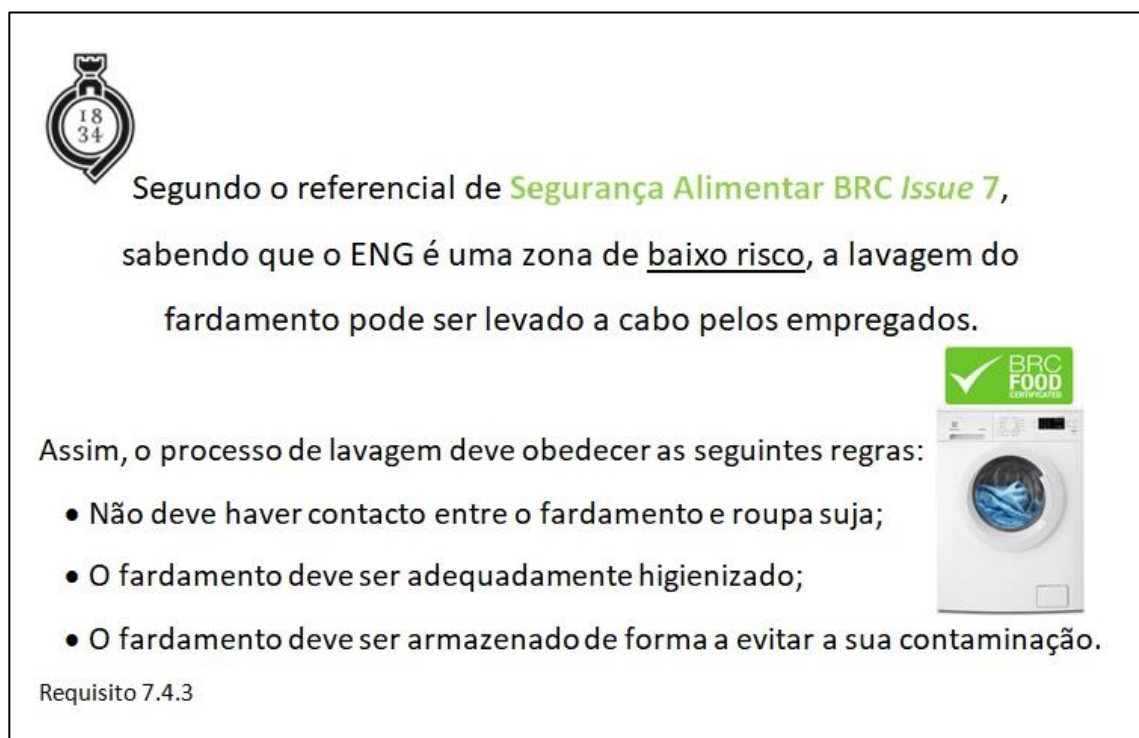 18
34
Segundo o referencial de Segurança Alimentar BRC Issue 7,
sabendo que o ENG é uma zona de baixo risco, a lavagem do
fardamento pode ser levado a cabo pelos empregados.
BRC
FOOD
CERTIFICATED
Assim, o processo de lavagem deve obedecer as seguintes regras:
• Não deve haver contacto entre o fardamento e roupa suja;
• O fardamento deve ser adequadamente higienizado;
• O fardamento deve ser armazenado de forma a evitar a sua contaminação.
Requisito 7.4.3